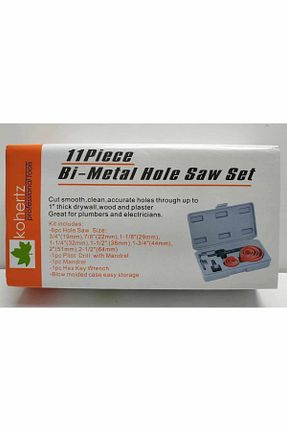 kohertz
professional tools
11Piece
Bi-Metal Hole Saw Set
Cut smooth,clean,accurate holes through up to
1" thick drywall,wood and plaster
Great for plumbers and electricians.
Kit includes:
-8pc Hole Saw Size:
3/4"(19mm),7/8"(22mm),1-1/8"(29mm),
1-1/4"(32mm),1-1/2"(38mm),1-3/4"(44mm),
2"(51mm),2-1/2"(64mm)
-1pc Pilot Drill with Mandrel
-1pc Mandrel
-1pc Hex Key Wrench
-Blow molded case easy storage